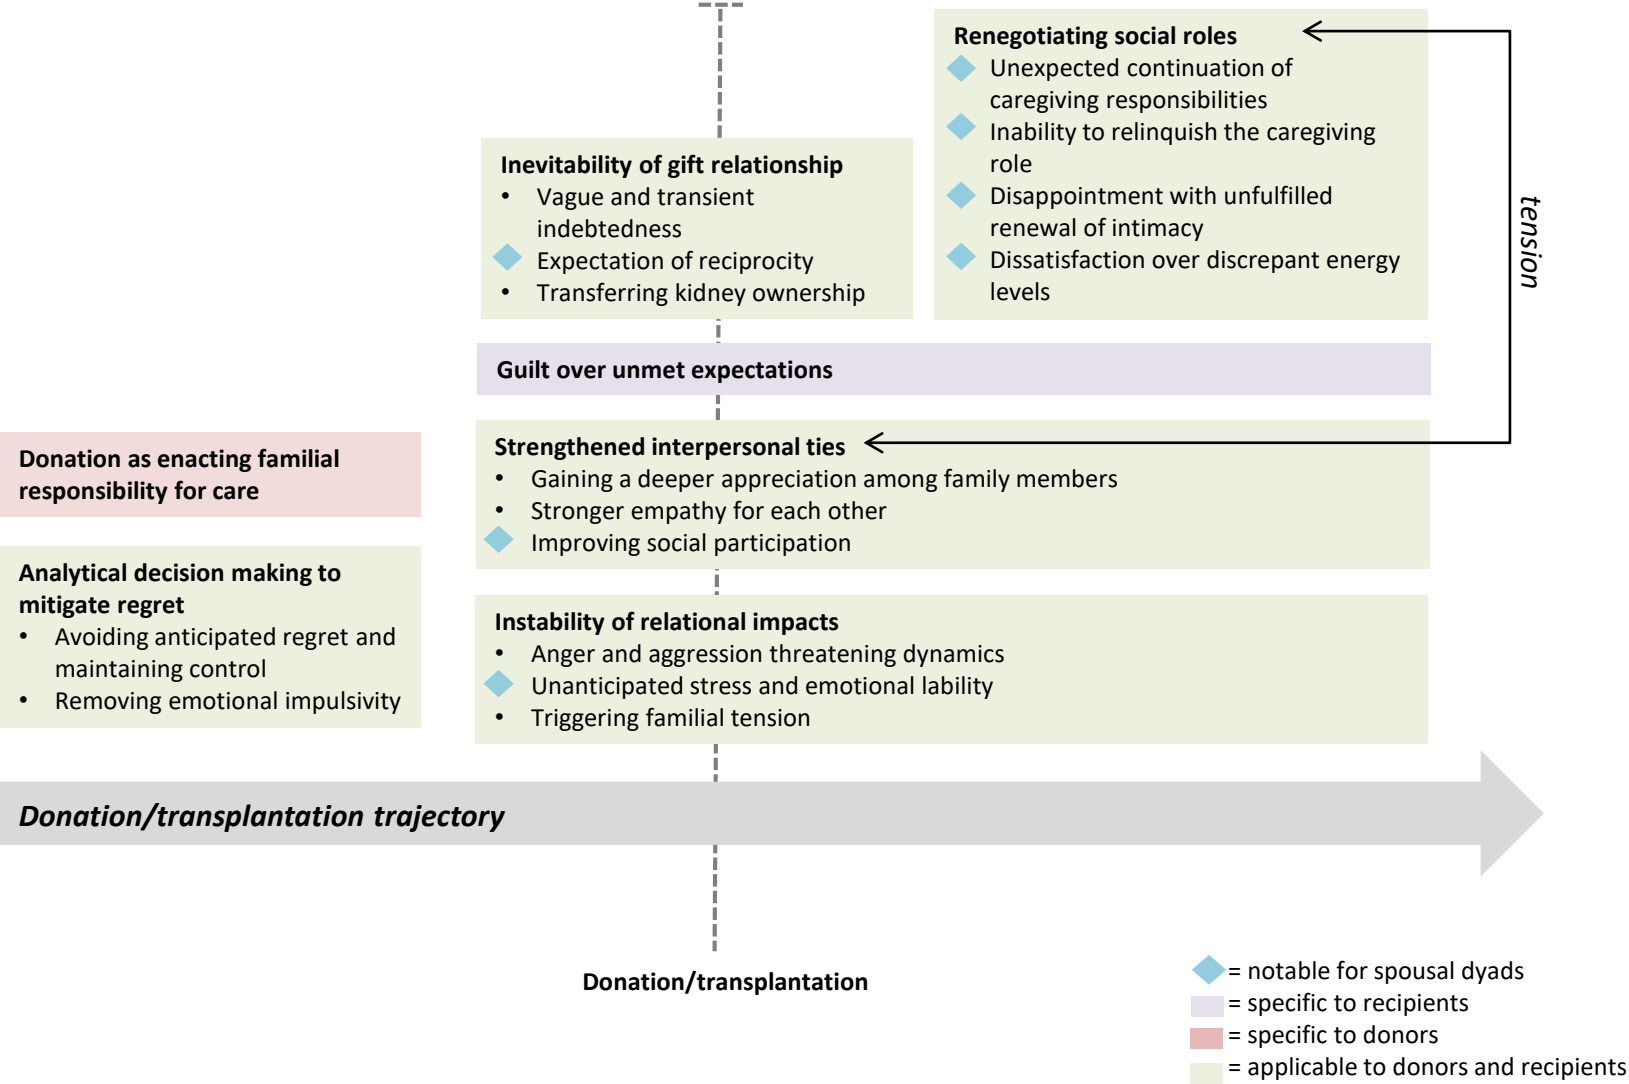 Renegotiating social roles
Unexpected continuation of
caregiving responsibilities
Inability to relinquish the caregiving
role
Disappointment with unfulfilled
renewal of intimacy
Dissatisfaction over discrepant energy
levels
tension
Inevitability of gift relationship
• Vague and transient
indebtedness
Expectation of reciprocity
• Transferring kidney ownership
Guilt over unmet expectations
Donation as enacting familial
responsibility for care
Strengthened interpersonal ties
• Gaining a deeper appreciation among family members
• Stronger empathy for each other
Improving social participation
Analytical decision making to
mitigate regret
• Avoiding anticipated regret and
maintaining control
• Removing emotional impulsivity
Instability of relational impacts
• Anger and aggression threatening dynamics
Unanticipated stress and emotional lability
• Triggering familial tension
Donation/transplantation trajectory
Donation/transplantation
= notable for spousal dyads
= specific to recipients
= specific to donors
= applicable to donors and recipients